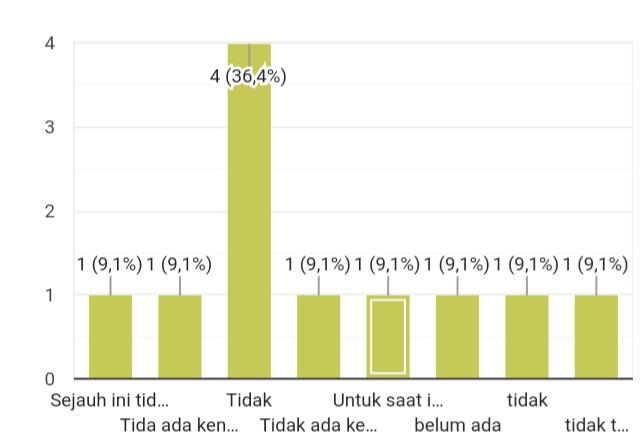 4
4 (36,4%)
3
2
1 (9,1%) 1 (9,1%) 1 (9,1%) 1 (9,1%) 1 (9,1%) 1 (9,1%) 1 (9,1%)
1
0
Sejauh ini tid... Tidak Untuk saat i... tidak
Tida ada ken... Tidak ada ke... belum ada tidak t...